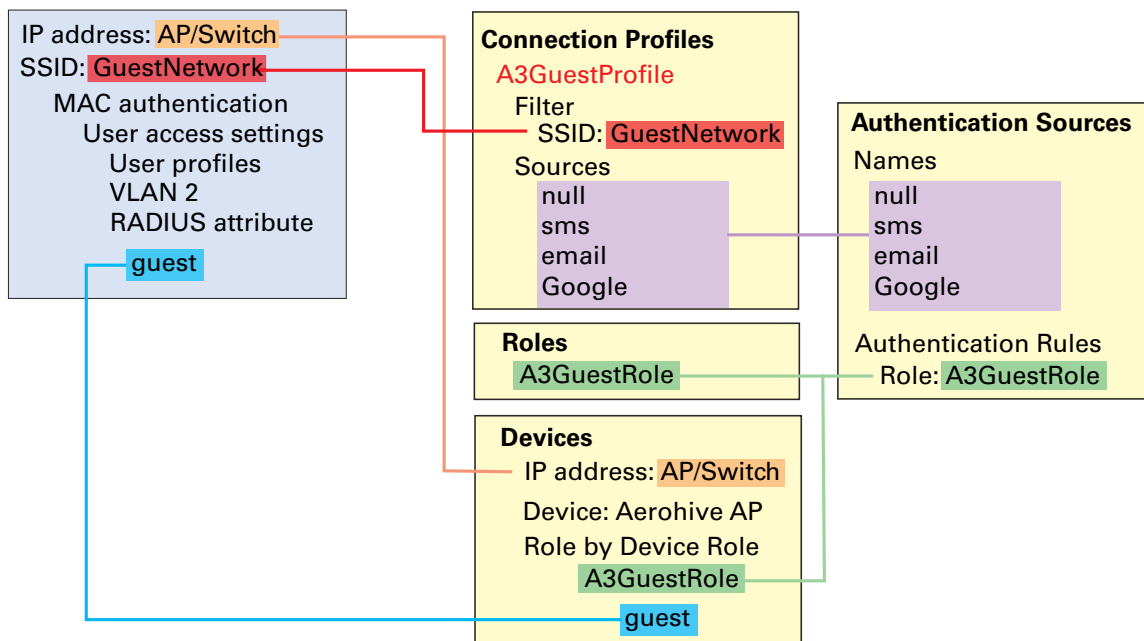 IP address: AP/Switch
SSID: GuestNetwork
MAC authentication
User access settings
User profiles
VLAN 2
RADIUS attribute
guest
Connection Profiles
A3GuestProfile
Filter
SSID: GuestNetwork
Sources
null
sms
email
Google
Roles
A3GuestRole
Devices
IP address: AP/Switch
Device: Aerohive AP
Role by Device Role
A3GuestRole
guest
Authentication Sources
Names
null
sms
email
Google
Authentication Rules
Role: A3GuestRole